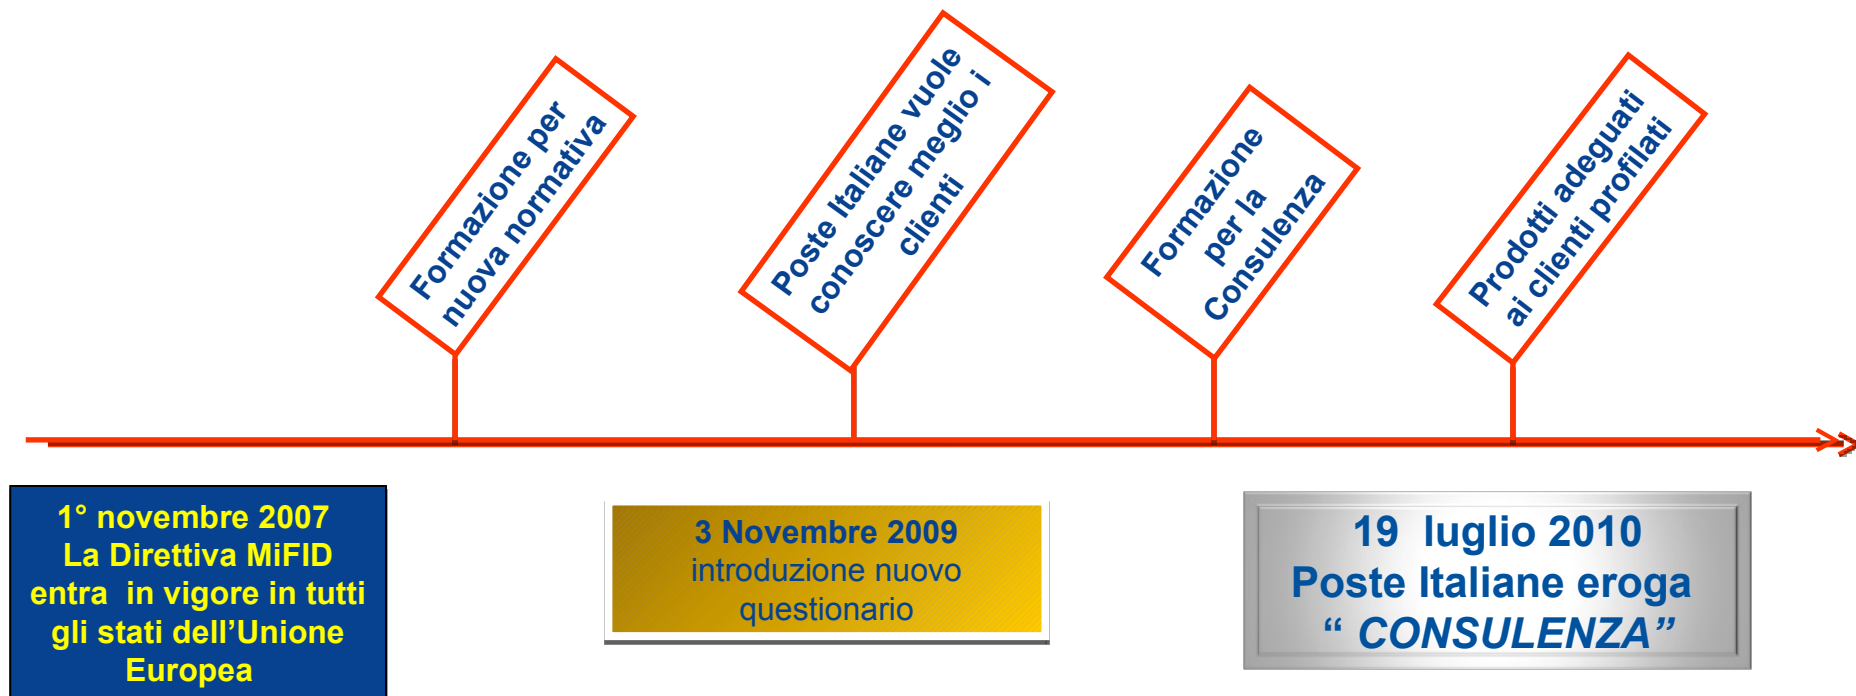 Formazione per
nuova normativa
Poste Italiane vuole
conoscere meglio i
clienti
Formazione
per la
Consulenza
Prodotti adeguati
ai clienti profilati
1° novembre 2007
La Direttiva MiFID
entra in vigore in tutti
gli stati dell’Unione
Europea
3 Novembre 2009
introduzione nuovo
questionario
19 luglio 2010
Poste Italiane eroga
“ CONSULENZA”